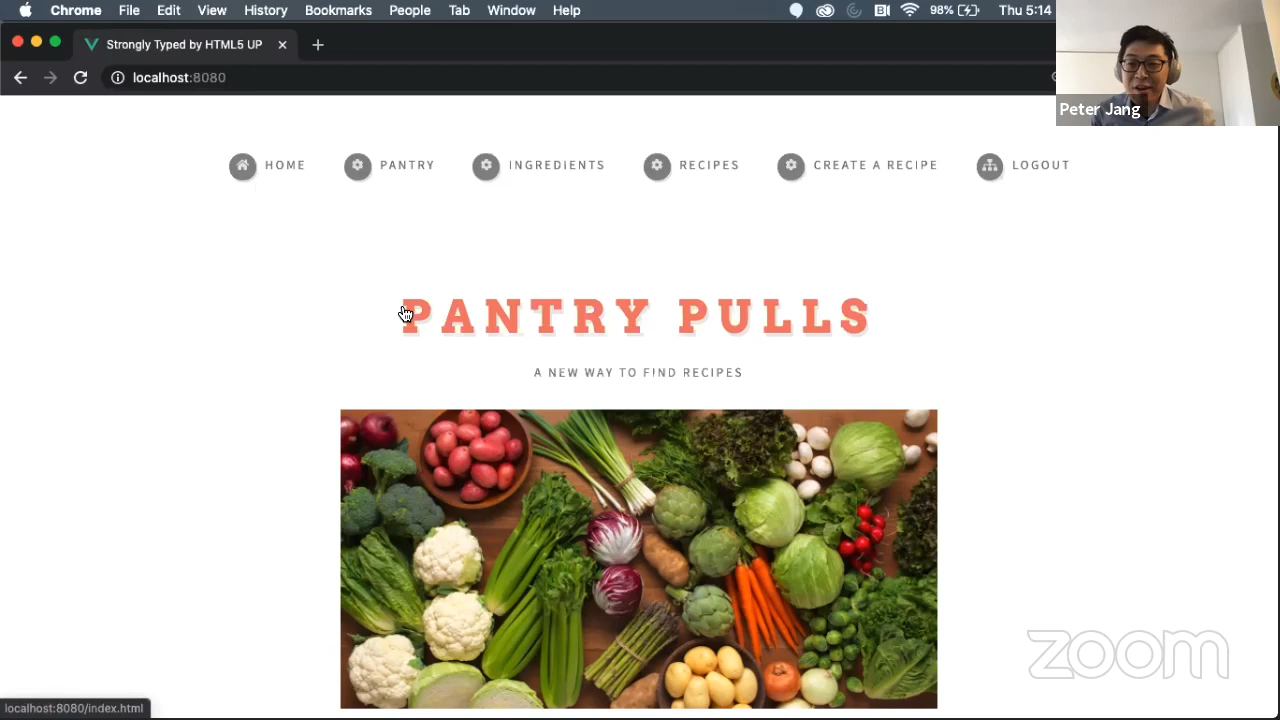 Chrome File Edit View History Bookmarks People Tab Window Help 98% Thu 5:14
Strongly Typed by HTML5 UP
localhost:8080
Peter Jang
HOME PANTRY INGREDIENTS RECIPES CREATE A RECIPE LOGOUT
PANTRY PULLS
A NEW WAY TO FIND RECIPES
zoom
localhost:8080/index.html